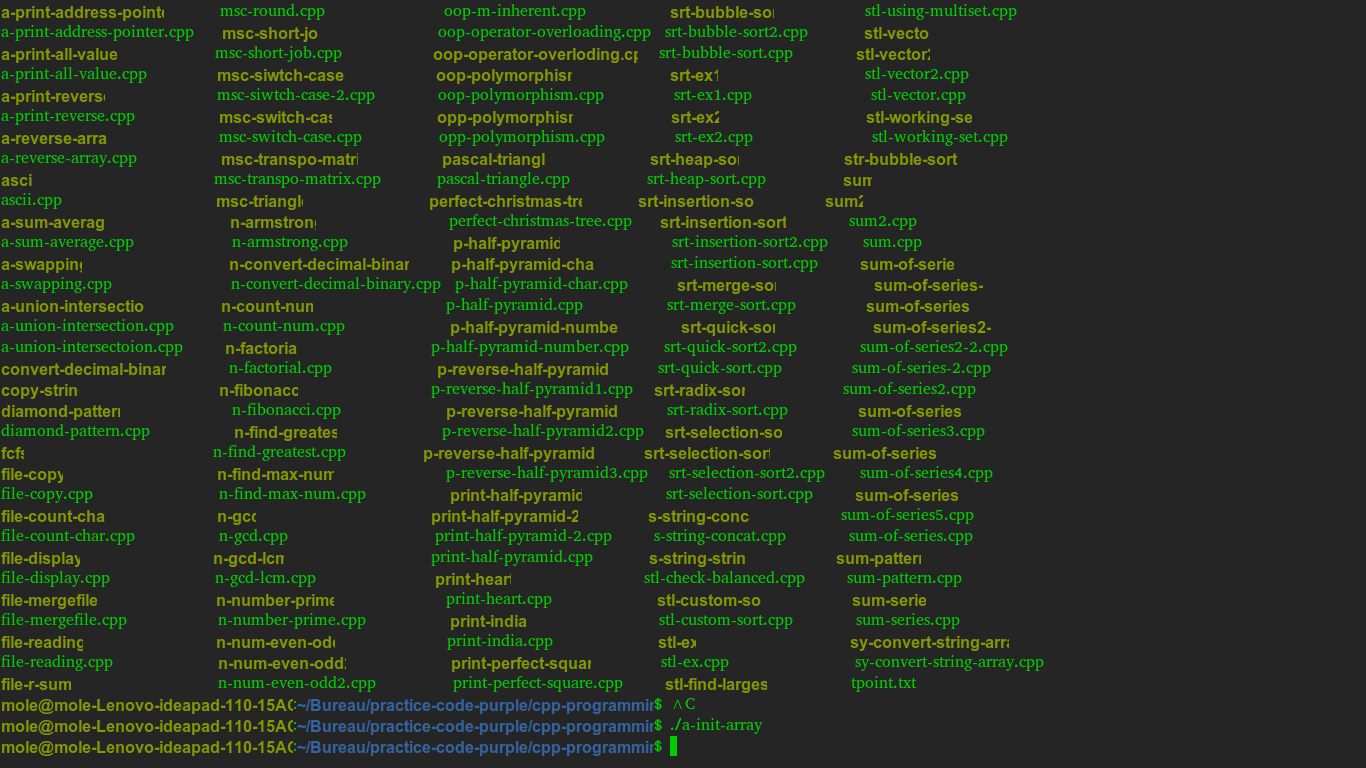 a-print-address-point msc-round.cpp oop-m-inherent.cpp srt-bubble-so stl-using-multiset.cpp
a-print-address-pointer.cpp msc-short-jo oop-operator-overloading.cpp srt-bubble-sort2.cpp stl-vecto
a-print-all-value msc-short-job.cpp oop-operator-overloding.cp srt-bubble-sort.cpp stl-vector2
a-print-all-value.cpp msc-siwtch-case oop-polymorphisr srt-ex1 stl-vector2.cpp
a-print-revers msc-siwtch-case-2.cpp oop-polymorphism.cpp srt-ex1.cpp stl-vector.cpp
a-print-reverse.cpp msc-switch-cas opp-polymorphisr srt-ex2 stl-working-se
a-reverse-arra msc-switch-case.cpp opp-polymorphism.cpp srt-ex2.cpp stl-working-set.cpp
a-reverse-array.cpp msc-transpo-matri pascal-triangl srt-heap-so str-bubble-sort
asci msc-transpo-matrix.cpp pascal-triangle.cpp srt-heap-sort.cpp sum
ascii.cpp msc-triangle perfect-christmas-tre srt-insertion-so sum2
a-sum-averag n-armstrong perfect-christmas-tree.cpp srt-insertion-sort sum2.cpp
a-sum-average.cpp n-armstrong.cpp p-half-pyramid srt-insertion-sort2.cpp sum.cpp
a-swapping n-convert-decimal-binar p-half-pyramid-cha srt-insertion-sort.cpp sum-of-serie
a-swapping.cpp n-convert-decimal-binary.cpp p-half-pyramid-char.cpp srt-merge-sor sum-of-series-
a-union-intersectio n-count-num p-half-pyramid.cpp srt-merge-sort.cpp sum-of-series
a-union-intersection.cpp n-count-num.cpp p-half-pyramid-numbe srt-quick-sor sum-of-series2-
a-union-intersectoion.cpp n-factoria p-half-pyramid-number.cpp srt-quick-sort2.cpp sum-of-series2-2.cpp
convert-decimal-binar n-factorial.cpp p-reverse-half-pyramid srt-quick-sort.cpp sum-of-series-2.cpp
copy-strin n-fibonacc p-reverse-half-pyramid1.cpp srt-radix-sor sum-of-series2.cpp
diamond-patterr n-fibonacci.cpp p-reverse-half-pyramid srt-radix-sort.cpp sum-of-series
diamond-pattern.cpp n-find-greates p-reverse-half-pyramid2.cpp srt-selection-so sum-of-series3.cpp
fcfs n-find-greatest.cpp p-reverse-half-pyramid srt-selection-sort sum-of-series
file-copy n-find-max-num p-reverse-half-pyramid3.cpp srt-selection-sort2.cpp sum-of-series4.cpp
file-copy.cpp n-find-max-num.cpp print-half-pyramid srt-selection-sort.cpp sum-of-series
file-count-cha n-gcd print-half-pyramid-2 s-string-conc sum-of-series5.cpp
file-count-char.cpp n-gcd.cpp print-half-pyramid-2.cpp s-string-concat.cpp sum-of-series.cpp
file-display n-gcd-lcm print-half-pyramid.cpp s-string-strin sum-pattern
file-display.cpp n-gcd-lcm.cpp print-heart stl-check-balanced.cpp sum-pattern.cpp
file-mergefile n-number-prime print-heart.cpp stl-custom-so sum-serie
file-mergefile.cpp n-number-prime.cpp print-india stl-custom-sort.cpp sum-series.cpp
file-reading n-num-even-odd print-india.cpp stl-ex sy-convert-string-arra
file-reading.cpp n-num-even-odd2 print-perfect-squar stl-ex.cpp sy-convert-string-array.cpp
file-r-sum n-num-even-odd2.cpp print-perfect-square.cpp stl-find-larges tpoint.txt
mole@mole-Lenovo-ideapad-110-15AC:~/Bureau/practice-code-purple/cpp-programmin$ ^C
mole@mole-Lenovo-ideapad-110-15AC:~/Bureau/practice-code-purple/cpp-programmin$ ./a-init-array
mole@mole-Lenovo-ideapad-110-15AC:~/Bureau/practice-code-purple/cpp-programmin$